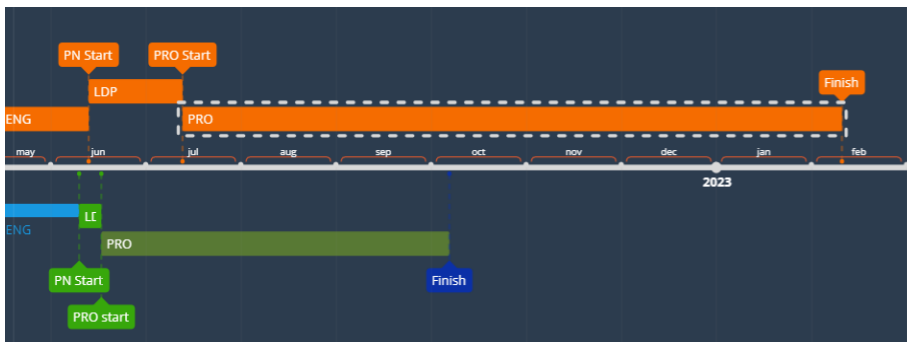 PN Start
PRO Start
Finish
LDP
ENG
PRO
may jun jul aug sep oct nov dec jan feb
2023
LD
ENG
PRO
PN Start
Finish
PRO start